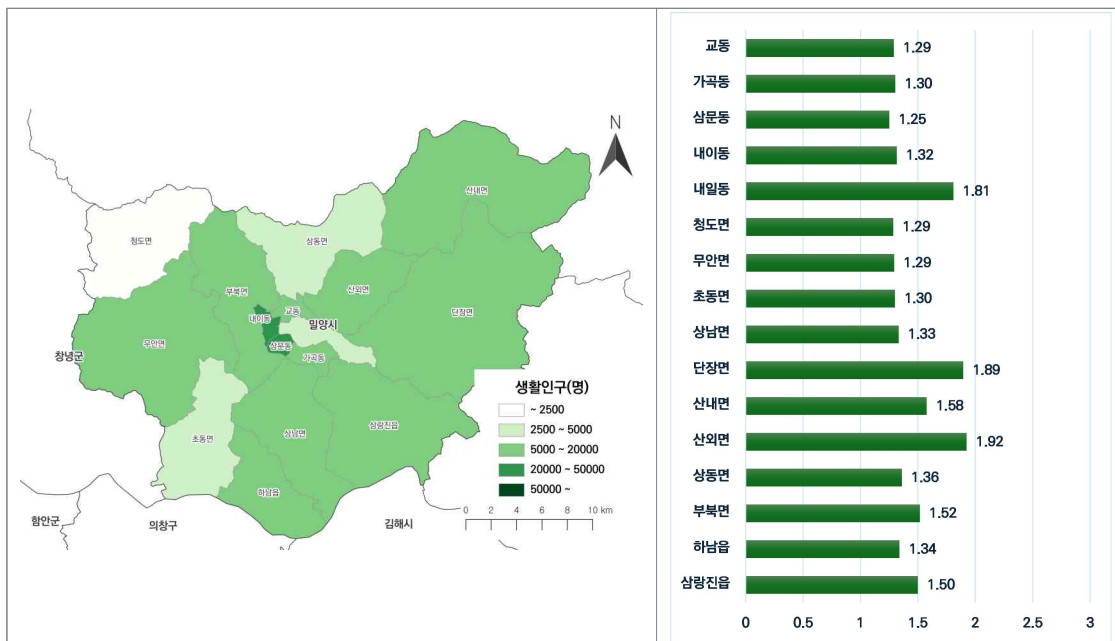 N
산내면
청도면
상동면
부북면
산외면
교동
단장면
내이동
밀양시
삼문동
무안면
창녕군
가곡동
생활인구(명)
~ 2500
2500 ~ 5000
5000 ~ 20000
20000 ~ 50000
50000 ~
초동면
상남면
삼랑진읍
하남읍
0 2 4 6 8 10 km
함안군
의창구
김해시
교동 1.29
가곡동 1.30
삼문동 1.25
내이동 1.32
내일동 1.81
청도면 1.29
무안면 1.29
초동면 1.30
상남면 1.33
단장면 1.89
산내면 1.58
산외면 1.92
상동면 1.36
부북면 1.52
하남읍 1.34
삼랑진읍 1.50
0 0.5 1 1.5 2 2.5 3